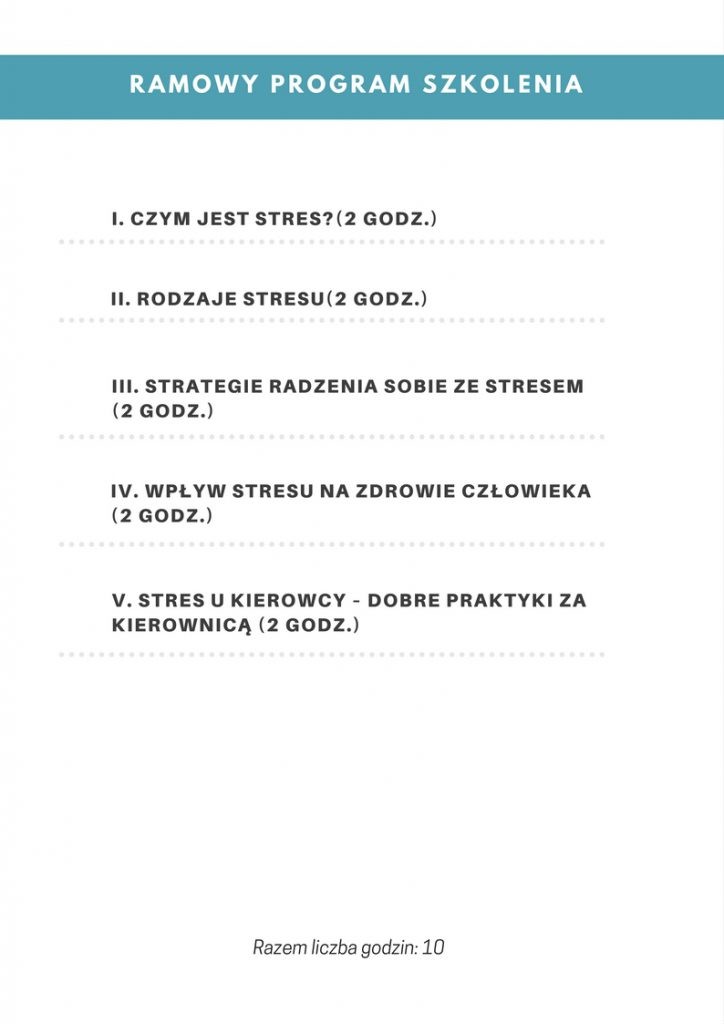 RAMOWY PROGRAM SZKOLENIA
I. CZYM JEST STRES?(2 GODZ.)
II. RODZAJE STRESU(2 GODZ.)
III. STRATEGIE RADZENIA SOBIE ZE STRESEM
(2 GODZ.)
IV. WPŁYW STRESU NA ZDROWIE CZŁOWIEKA
(2 GODZ.)
V. STRES U KIEROWCY - DOBRE PRAKTYKI ZA
KIEROWNICĄ (2 GODZ.)
Razem liczba godzin: 10